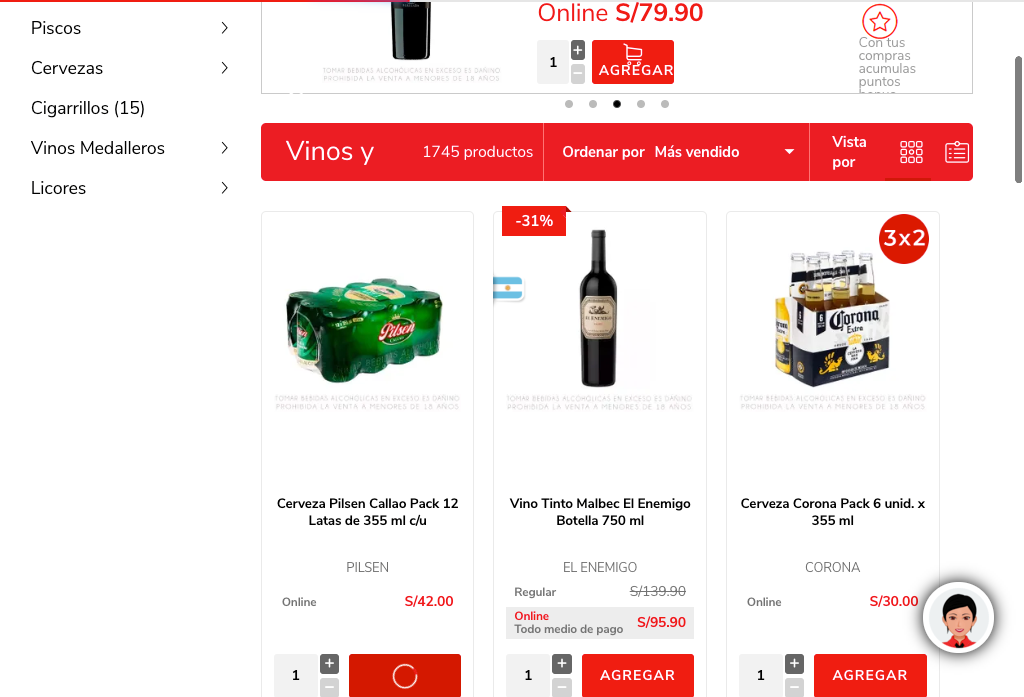 Piscos
Cervezas
Cigarrillos (15)
Vinos Medalleros
Licores
Online S/79.90
TOMAR BEBIDAS ALCOHÓLICAS EN EXCESO ES DAÑINO
PROHIBIDA LA VENTA A MENORES DE 18 AÑOS
1
+
−
AGREGAR
Con tus
compras
acumulas
puntos
bonus
Vinos y
1745 productos
Ordenar por Más vendido
Vista
por
Pilsen
CALLAO
TOMAR BEBIDAS ALCOHÓLICAS EN EXCESO ES DAÑINO
PROHIBIDA LA VENTA A MENORES DE 18 AÑOS
Cerveza Pilsen Callao Pack 12
Latas de 355 ml c/u
PILSEN
Online S/42.00
1
+
−
-31%
EL ENEMIGO
TOMAR BEBIDAS ALCOHÓLICAS EN EXCESO ES DAÑINO
PROHIBIDA LA VENTA A MENORES DE 18 AÑOS
Vino Tinto Malbec El Enemigo
Botella 750 ml
EL ENEMIGO
Regular S/139.90
Online
Todo medio de pago S/95.90
1
+
−
AGREGAR
3x2
Corona
Extra
TOMAR BEBIDAS ALCOHÓLICAS EN EXCESO ES DAÑINO
PROHIBIDA LA VENTA A MENORES DE 18 AÑOS
Cerveza Corona Pack 6 unid. x
355 ml
CORONA
Online S/30.00
1
+
−
AGREGAR